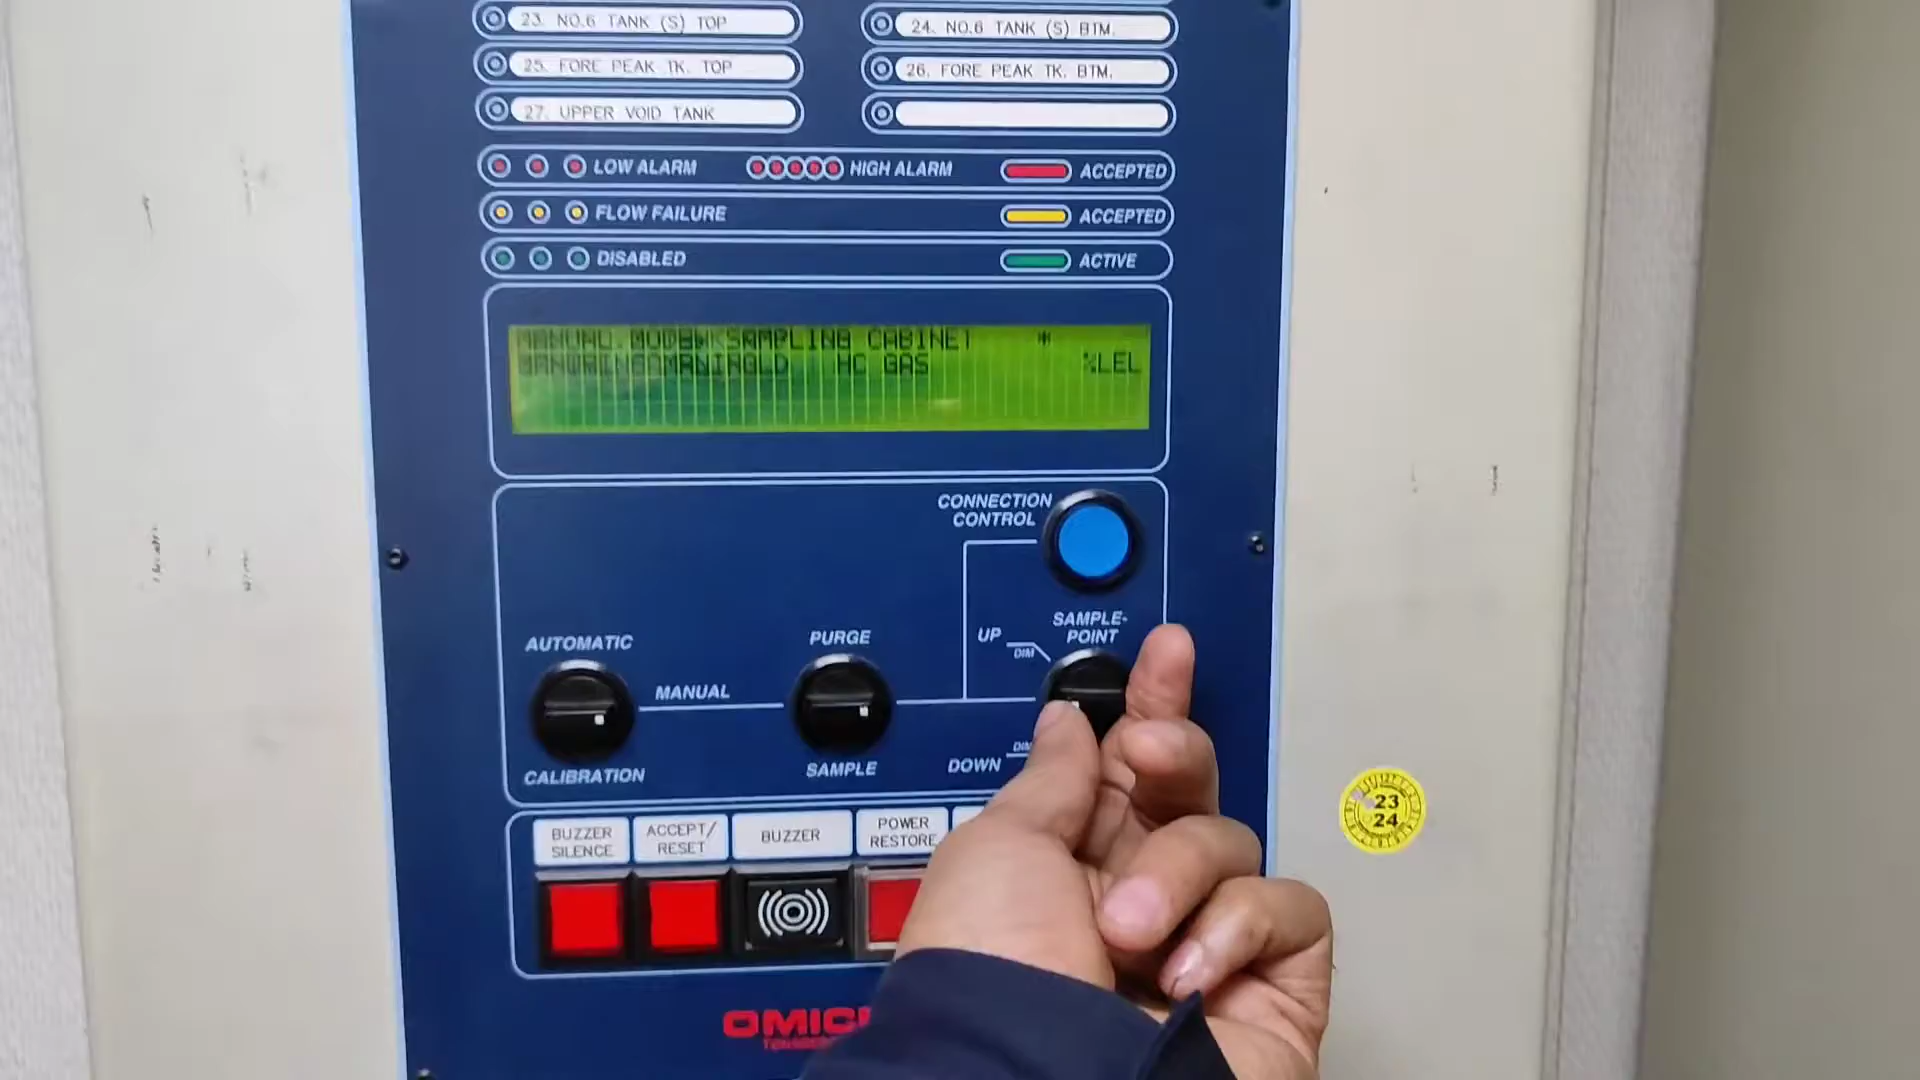 23. NO.6 TANK (S) TOP
24. NO.6 TANK (S) BTM.
25. FORE PEAK TK. TOP
26. FORE PEAK TK. BTM.
27. UPPER VOID TANK
LOW ALARM
HIGH ALARM
ACCEPTED
FLOW FAILURE
ACCEPTED
DISABLED
ACTIVE
SAMPLING CABINET *
HC GAS %LEL
CONNECTION
CONTROL
SAMPLE-
POINT
UP
DIM
AUTOMATIC
PURGE
MANUAL
DOWN
CALIBRATION
SAMPLE
BUZZER
SILENCE
ACCEPT/
RESET
BUZZER
POWER
RESTORE
23
24